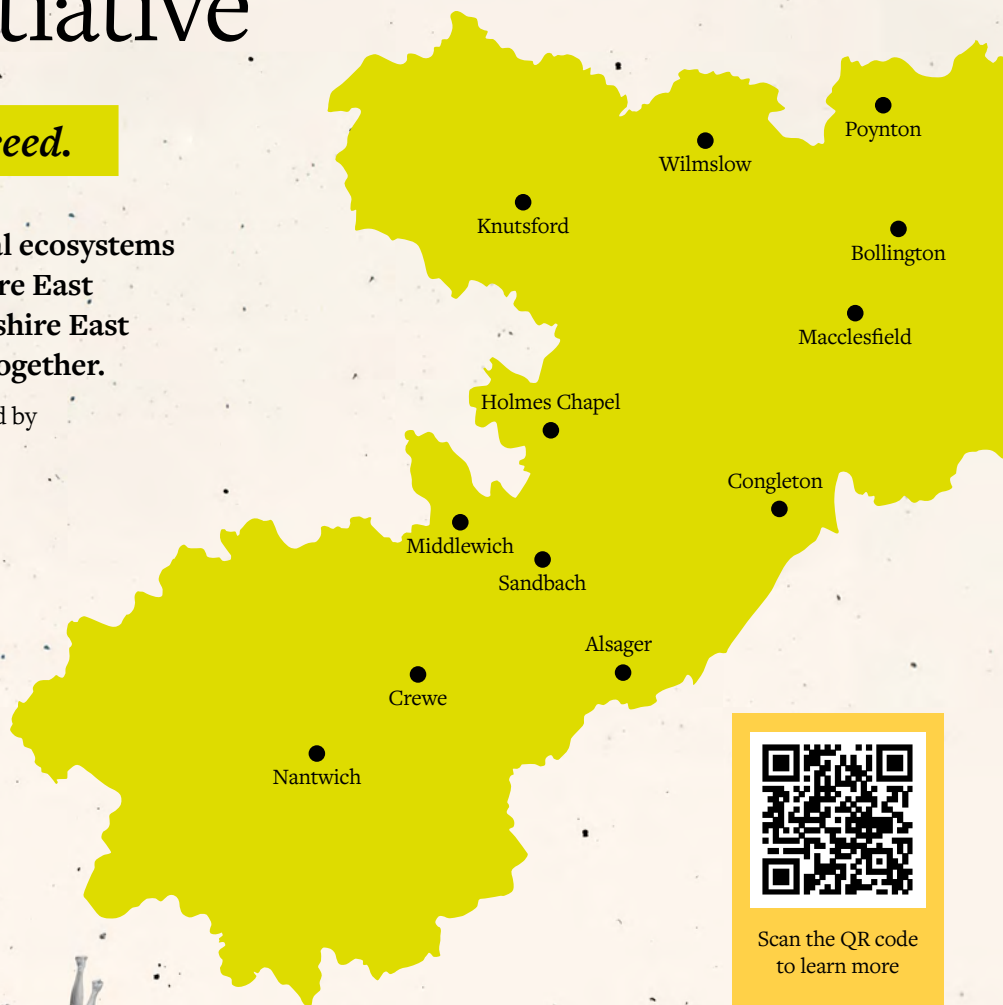 tiative
eed.
al ecosystems
re East
shire East
ogether.
d by
Poynton
Wilmslow
Knutsford
Bollington
Macclesfield
Holmes Chapel
Congleton
Middlewich
Sandbach
Alsager
Crewe
Nantwich
Scan the QR code
to learn more